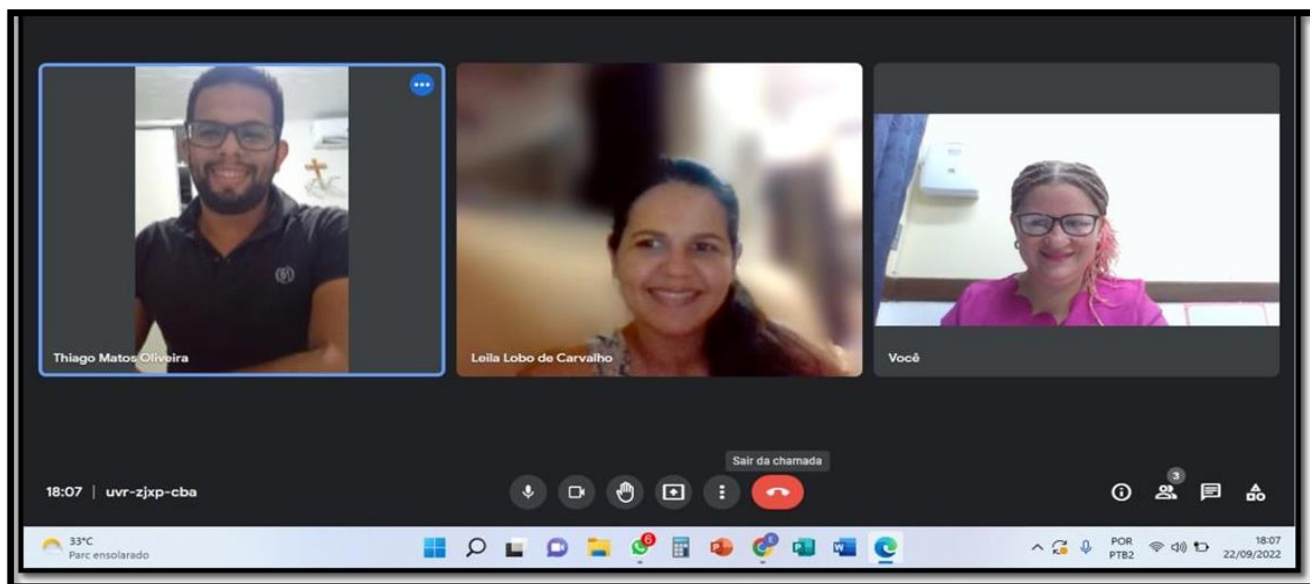 Thiago Matos Oliveira
Leila Lobo de Carvalho
Você
Sair da chamada
18:07 | uvr-zjxp-cba
3
33°C
Parc ensolarado
6
POR
PTB2
18:07
22/09/2022